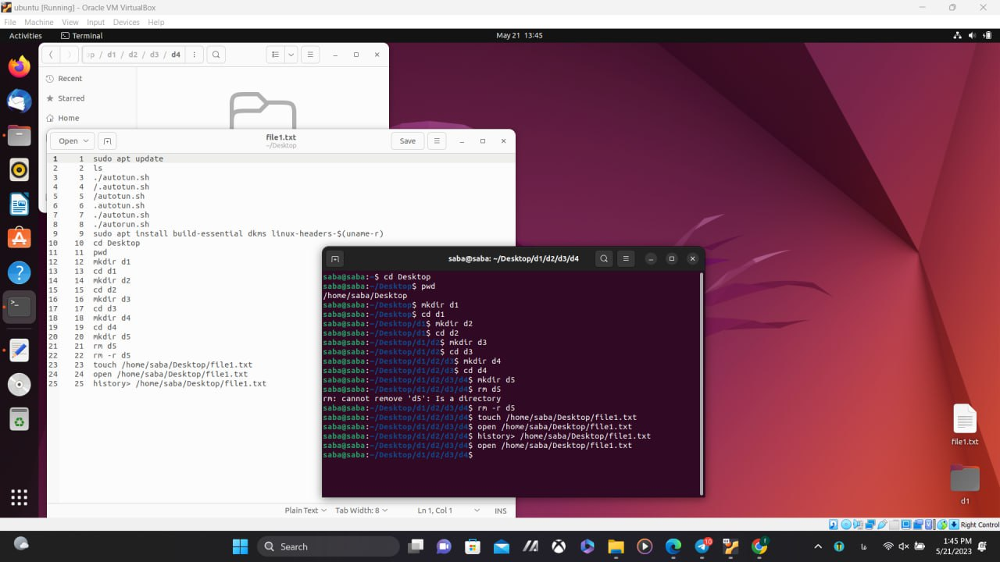 ubuntu [Running] - Oracle VM VirtualBox
File Machine View Input Devices Help
Activities Terminal May 21 13:45
/ d1 / d2 / d3 / d4
Recent
Starred
Home
Open file1.txt Save
~/Desktop
1 1 sudo apt update
2 2 ls
3 3 ./autotun.sh
4 4 /.autotun.sh
5 5 /autotun.sh
6 6 .autotun.sh
7 7 ./autotun.sh
8 8 ./autorun.sh
9 9 sudo apt install build-essential dkms linux-headers-$(uname-r)
10 10 cd Desktop
11 11 pwd
12 12 mkdir d1
13 13 cd d1
14 14 mkdir d2
15 15 cd d2
16 16 mkdir d3
17 17 cd d3
18 18 mkdir d4
19 19 cd d4
20 20 mkdir d5
21 21 rm d5
22 22 rm -r d5
23 23 touch /home/saba/Desktop/file1.txt
24 24 open /home/saba/Desktop/file1.txt
25 25 history> /home/saba/Desktop/file1.txt
Plain Text Tab Width: 8 Ln 1, Col 1 INS
saba@saba: ~/Desktop/d1/d2/d3/d4
saba@saba:~$ cd Desktop
saba@saba:~/Desktop$ pwd
/home/saba/Desktop
saba@saba:~/Desktop$ mkdir d1
saba@saba:~/Desktop$ cd d1
saba@saba:~/Desktop/d1$ mkdir d2
saba@saba:~/Desktop/d1$ cd d2
saba@saba:~/Desktop/d1/d2$ mkdir d3
saba@saba:~/Desktop/d1/d2$ cd d3
saba@saba:~/Desktop/d1/d2/d3$ mkdir d4
saba@saba:~/Desktop/d1/d2/d3$ cd d4
saba@saba:~/Desktop/d1/d2/d3/d4$ mkdir d5
saba@saba:~/Desktop/d1/d2/d3/d4$ rm d5
rm: cannot remove 'd5': Is a directory
saba@saba:~/Desktop/d1/d2/d3/d4$ rm -r d5
saba@saba:~/Desktop/d1/d2/d3/d4$ touch /home/saba/Desktop/file1.txt
saba@saba:~/Desktop/d1/d2/d3/d4$ open /home/saba/Desktop/file1.txt
saba@saba:~/Desktop/d1/d2/d3/d4$ history> /home/saba/Desktop/file1.txt
saba@saba:~/Desktop/d1/d2/d3/d4$ open /home/saba/Desktop/file1.txt
saba@saba:~/Desktop/d1/d2/d3/d4$
file1.txt
d1
Right Control
Search
10
1:45 PM
5/21/2023